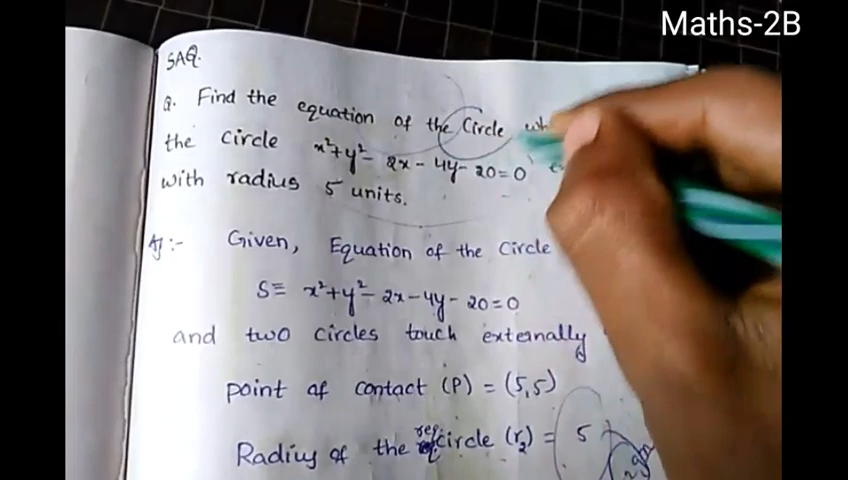 Maths-2B
SAQ.
Q. Find the equation of the Circle
the circle x²+y²- 2x - 4y - 20 = 0
with radius 5 units.
A):- Given, Equation of the Circle
S≡ x²+y²- 2x - 4y - 20 = 0
and two circles touch externally
point of contact (P) = (5,5)
Radius of the req circle (r₂) = 5